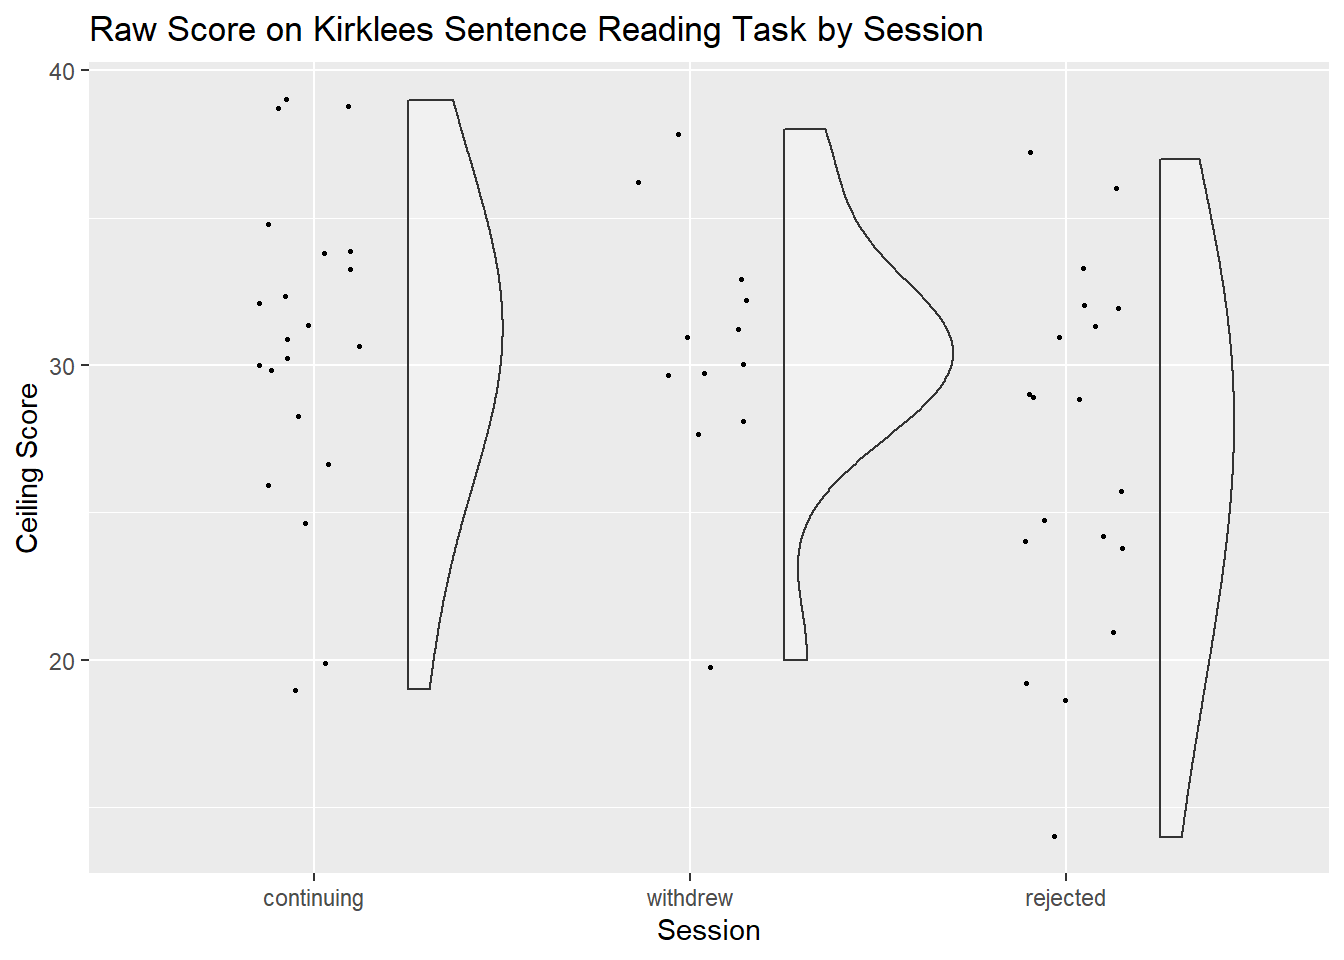 Raw Score on Kirklees Sentence Reading Task by Session
Ceiling Score
40
30
20
continuing
withdrew
rejected
Session